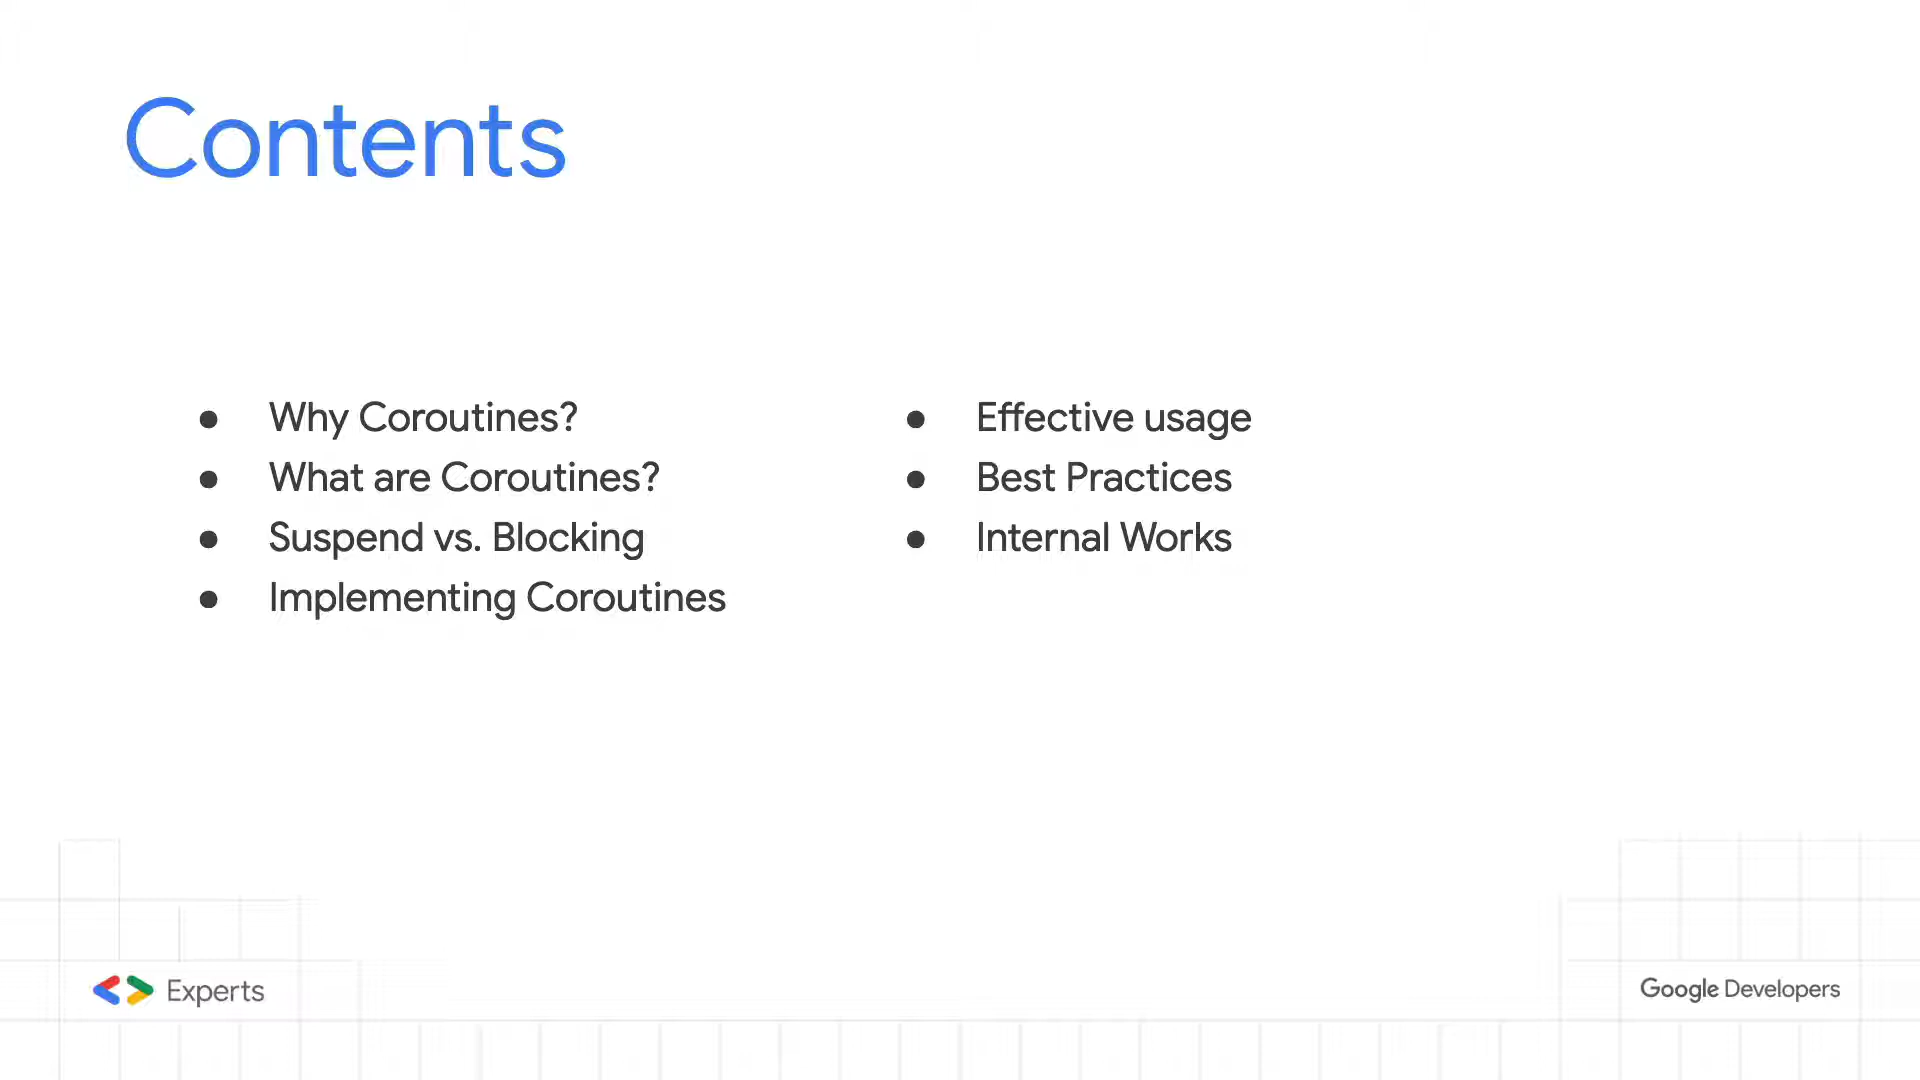 Contents
● Why Coroutines?
● What are Coroutines?
● Suspend vs. Blocking
● Implementing Coroutines
● Effective usage
● Best Practices
● Internal Works
Experts
Google Developers